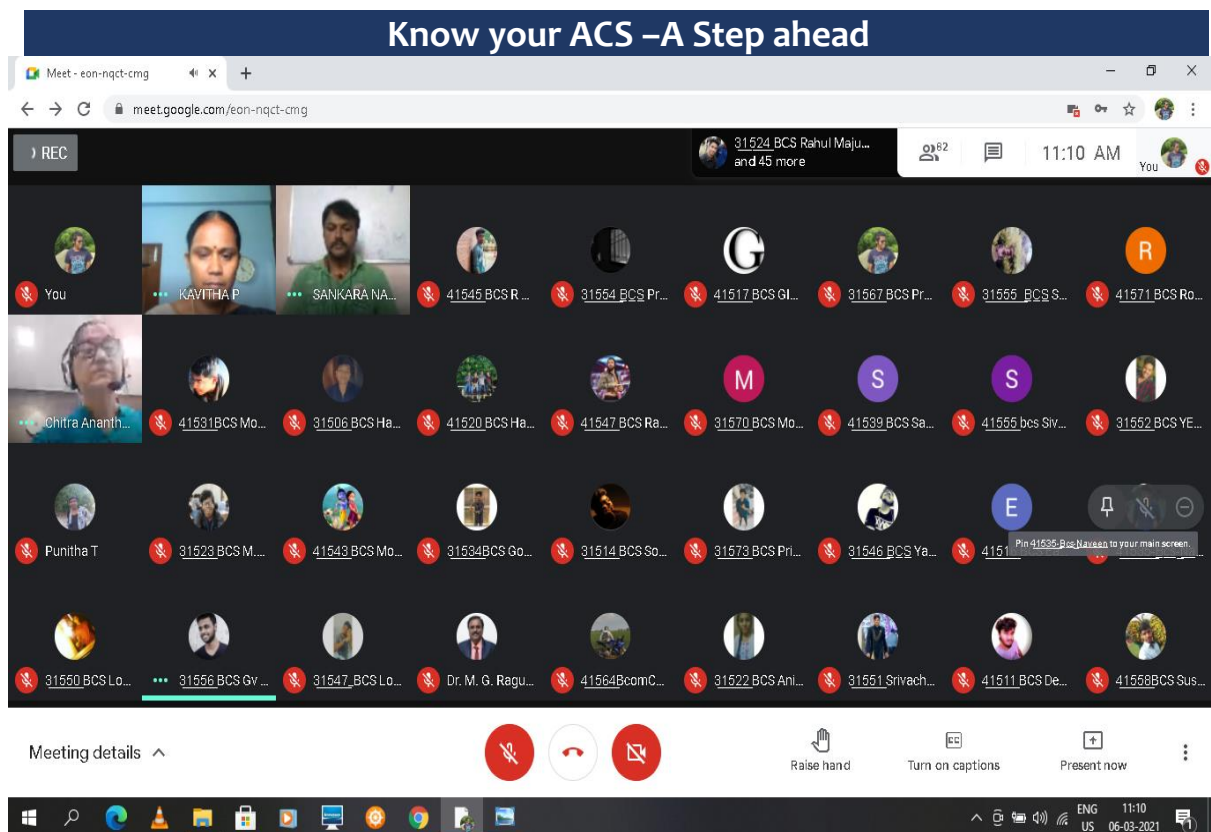 Know your ACS –A Step ahead
Meet - eon-nqct-cmg
meet.google.com/eon-nqct-cmg
REC
31524 BCS Rahul Maju...
and 45 more
62
11:10 AM
You
R
You
KAVITHA P
SANKARA NA...
41545 BCS R ...
31554 BCS Pr...
G
41517 BCS Gl...
31567 BCS Pr...
31555_BCS S...
41571 BCS Ro...
M
S
S
Chitra Ananth...
41531BCS Mo...
31506 BCS Ha...
41520 BCS Ha...
41547 BCS Ra...
31570 BCS Mo...
41539 BCS Sa...
41555 bcs Siv...
31552 BCS YE...
E
Pin 41535-Bcs-Naveen to your main screen.
Punitha T
31523 BCS M....
41543 BCS Mo...
31534BCS Go...
31514 BCS So...
31573 BCS Pri...
31546 BCS Ya...
31550 BCS Lo...
31556 BCS Gv ...
31547_BCS Lo...
Dr. M. G. Ragu...
41564BcomC...
31522 BCS Ani...
31551 Srivach...
41511 BCS De...
41558BCS Sus...
Meeting details
Raise hand
CC
Turn on captions
Present now
ENG
US
11:10
06-03-2021